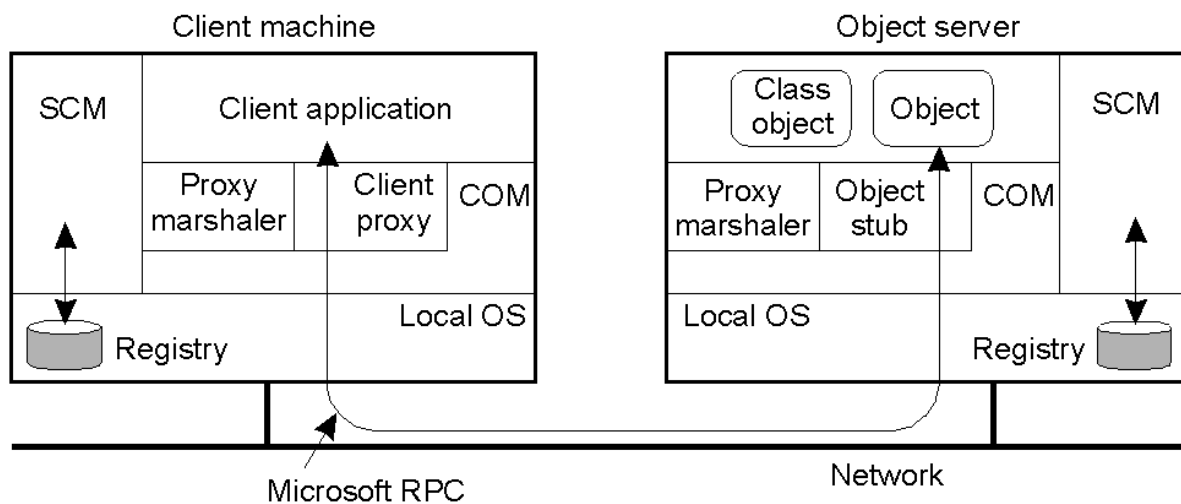 Client machine
Object server
SCM
Client application
Class
object
Object
SCM
Proxy
marshaler
Client
proxy
COM
Proxy
marshaler
Object
stub
COM
Local OS
Registry
Local OS
Registry
Microsoft RPC
Network